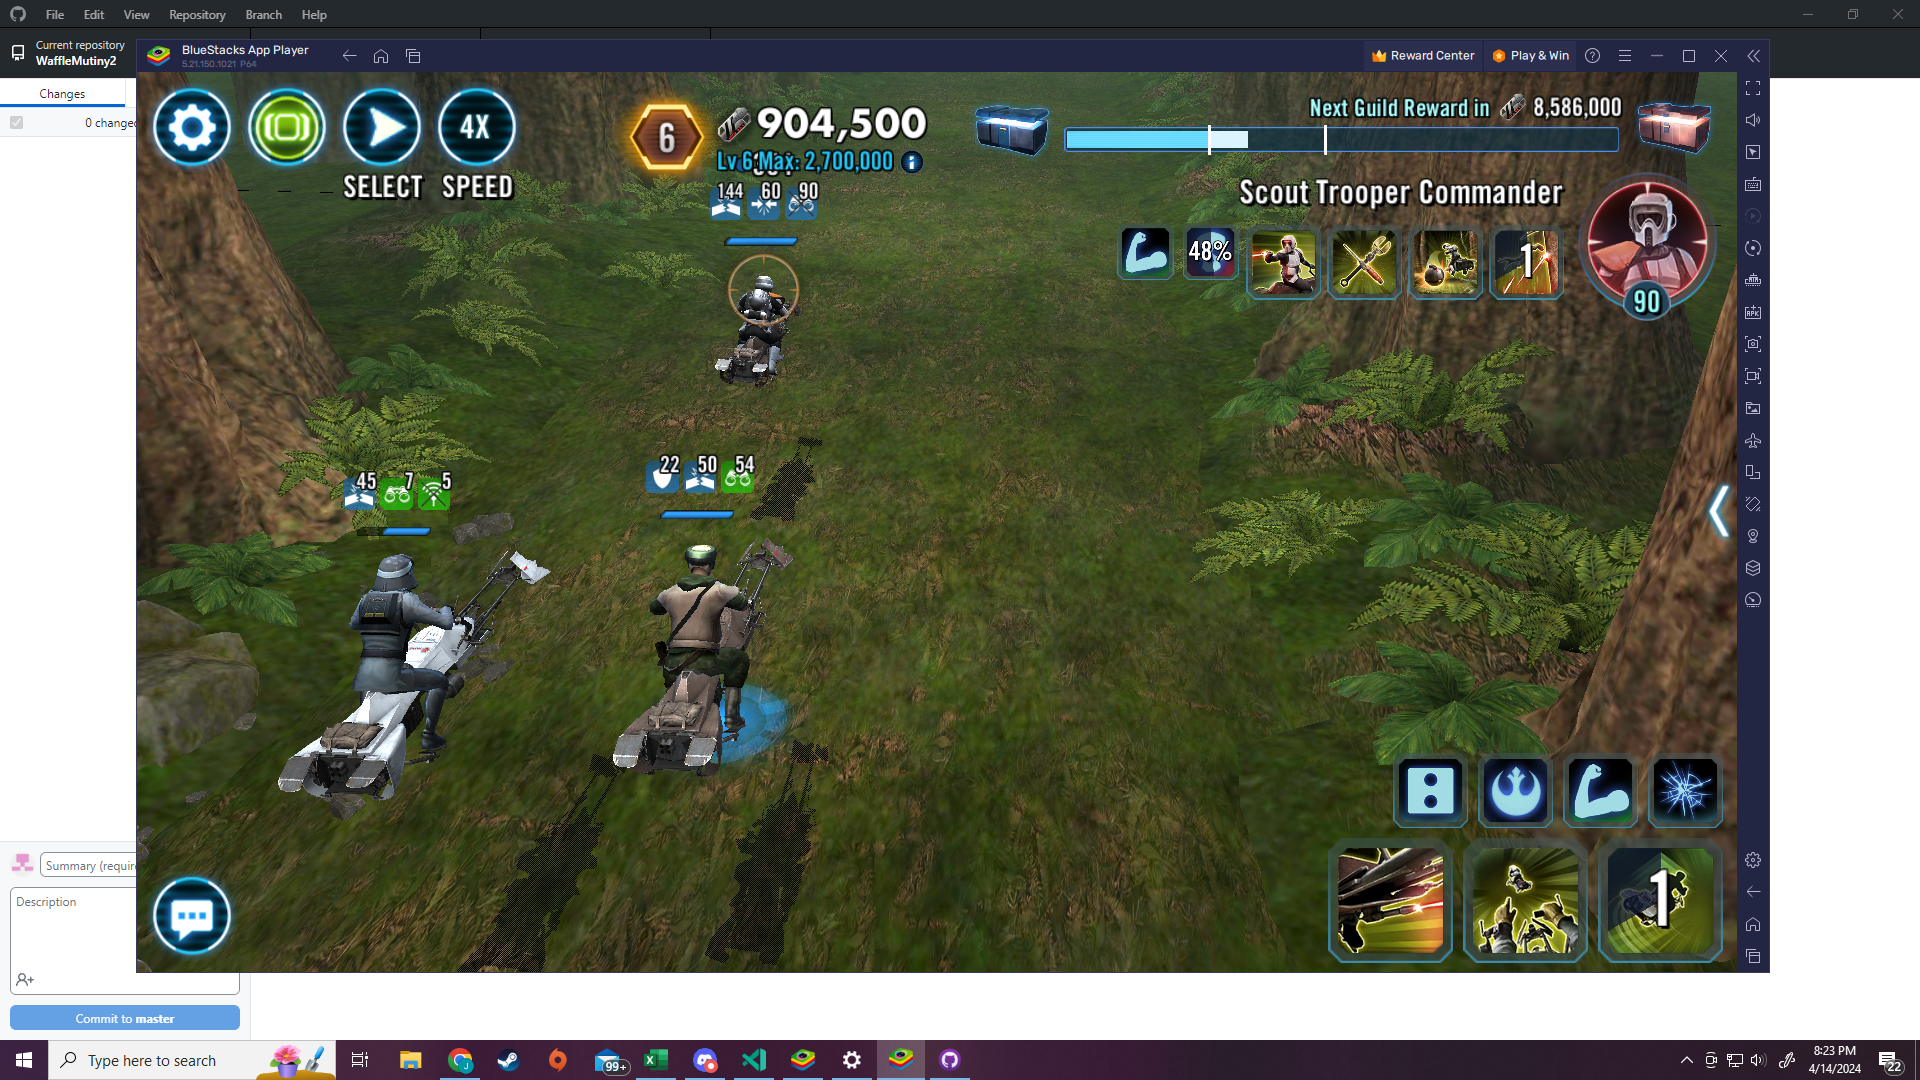 File Edit View Repository Branch Help
Current repository
WaffleMutiny2
BlueStacks App Player
5.21.150.1021 P64
Reward Center
Play & Win
Changes
0 changed
4X
SELECT SPEED
6
904,500
Lv 6 Max: 2,700,000
144 60 90
Next Guild Reward in 8,586,000
Scout Trooper Commander
48%
1
90
45 7 5
22 50 54
1
Summary (require
Description
Commit to master
Type here to search
99+
8:23 PM
4/14/2024
22